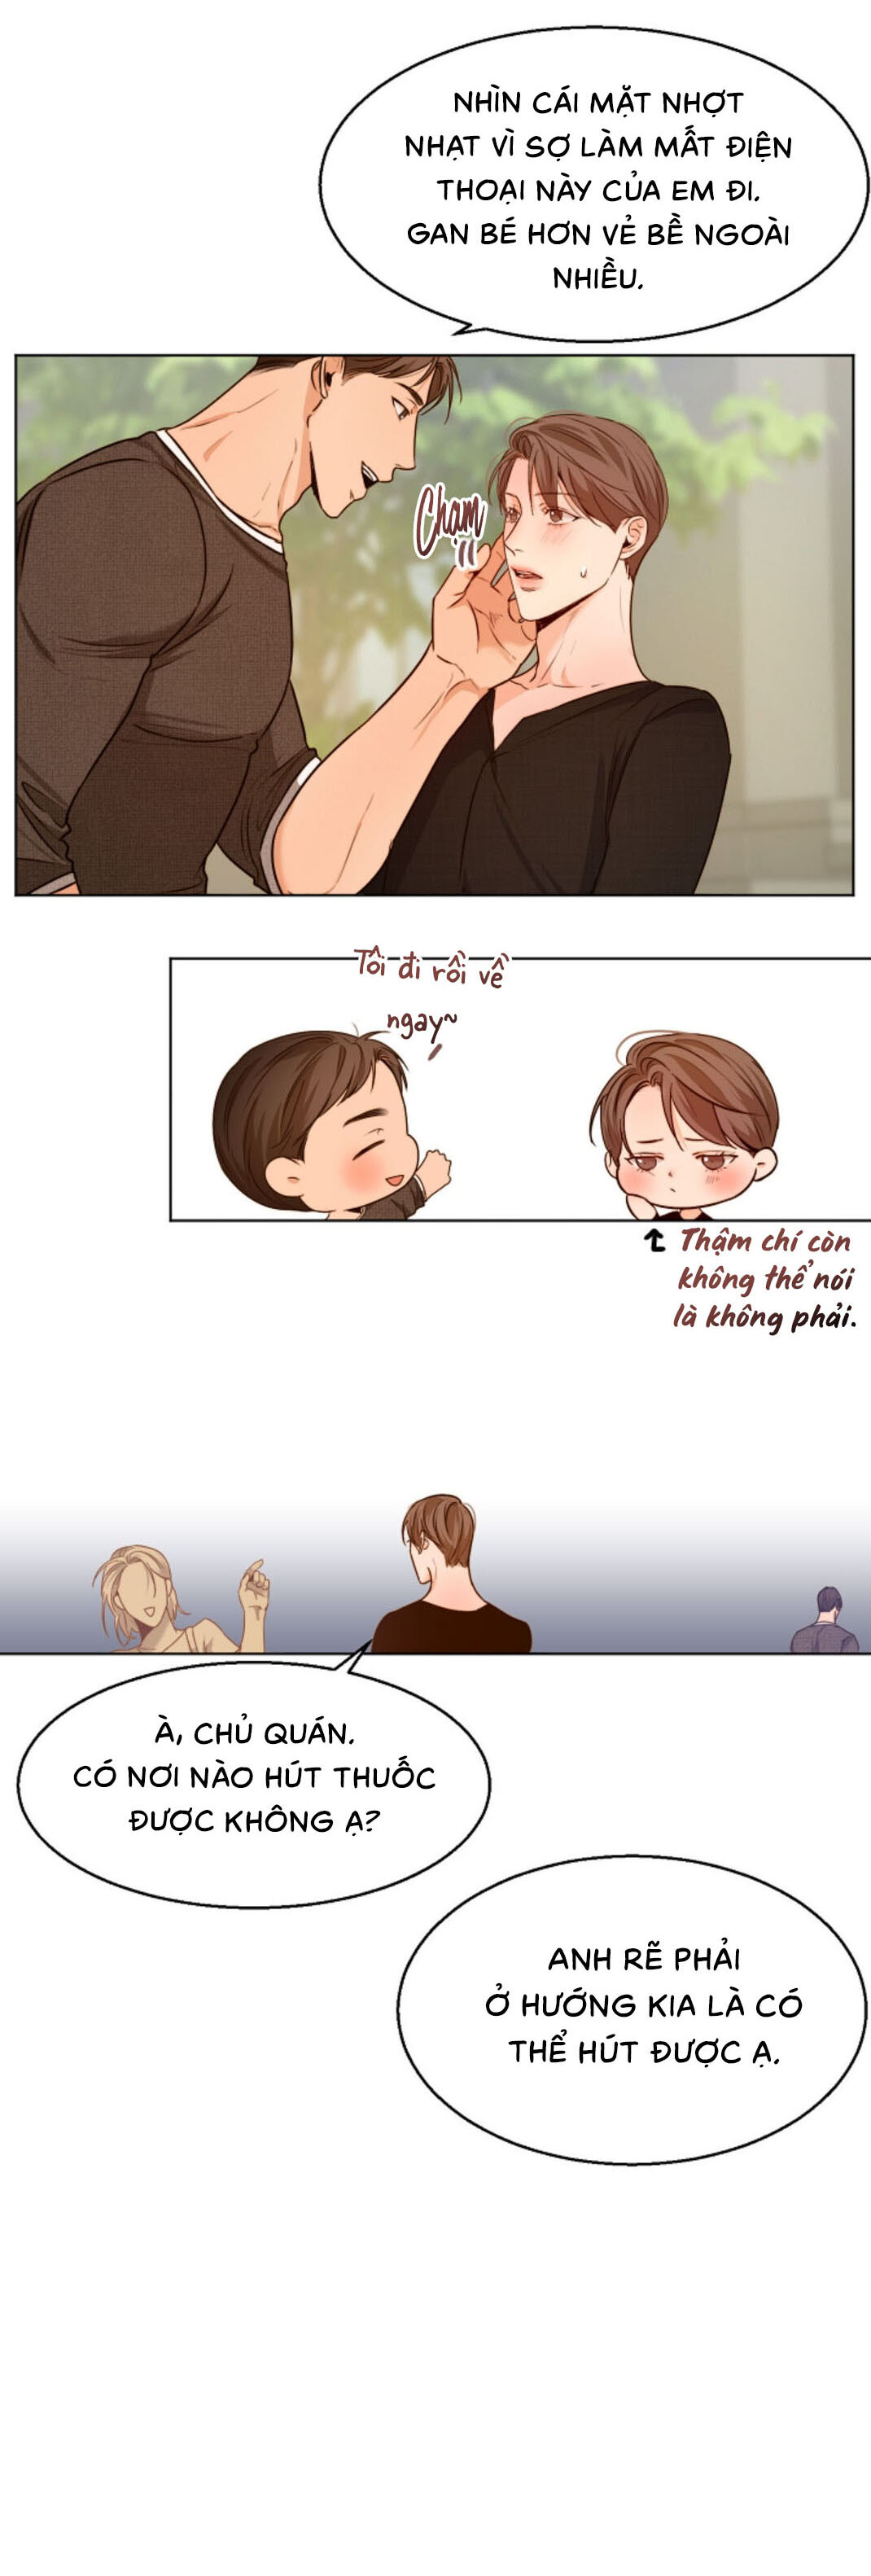 NHÌN CÁI MẶT NHỢT
NHẠT VÌ SỢ LÀM MẤT ĐIỆN
THOẠI NÀY CỦA EM ĐI.
GAN BÉ HƠN VẺ BỀ NGOÀI
NHIỀU.
Chạm
Tôi đi rồi về
ngay~
Thậm chí còn
không thể nói
là không phải.
À, CHỦ QUÁN.
CÓ NƠI NÀO HÚT THUỐC
ĐƯỢC KHÔNG Ạ?
ANH RẼ PHẢI
Ở HƯỚNG KIA LÀ CÓ
THỂ HÚT ĐƯỢC Ạ.